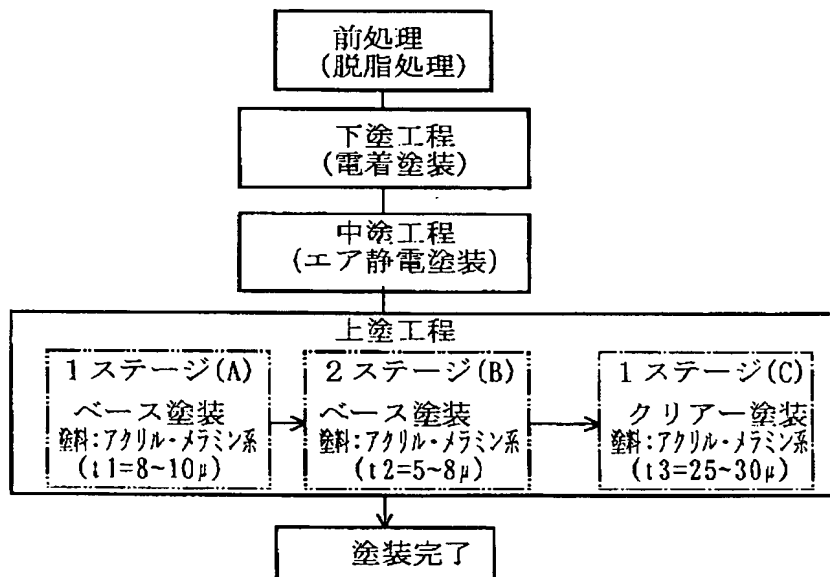 前処理
(脱脂処理)
下塗工程
(電着塗装)
中塗工程
(エア静電塗装)
上塗工程
1ステージ(A)
ベース塗装
塗料:アクリル・メラミン系
(t1=8~10μ)
2ステージ(B)
ベース塗装
塗料:アクリル・メラミン系
(t2=5~8μ)
1ステージ(C)
クリアー塗装
塗料:アクリル・メラミン系
(t3=25~30μ)
塗装完了